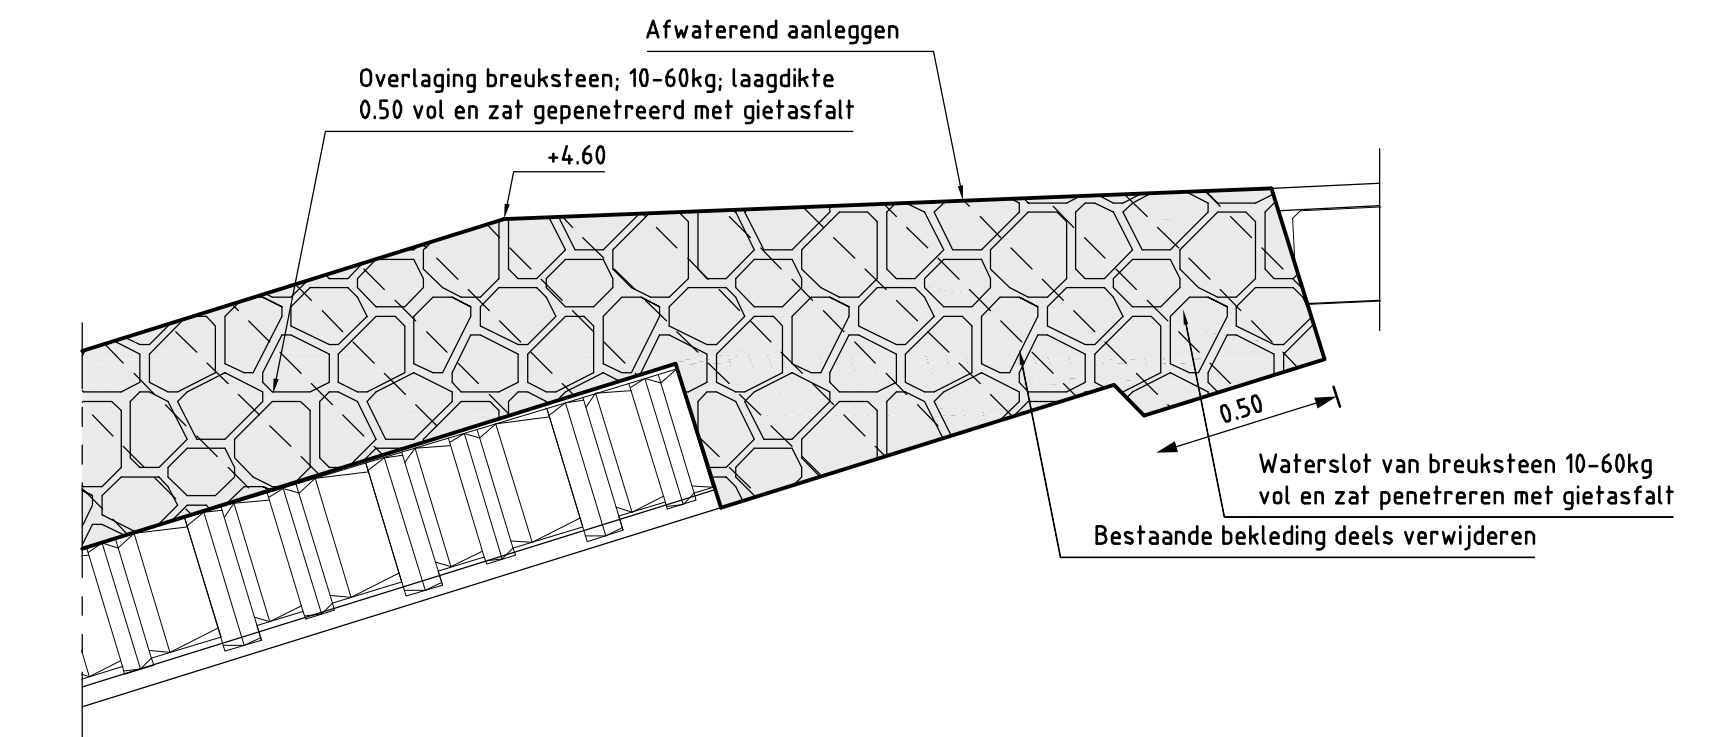 Afwaterend aanleggen
Overlaging breuksteen; 10-60kg; laagdikte
0.50 vol en zat gepenetreerd met gietasfalt
+4.60
0.50
Waterslot van breuksteen 10-60kg
vol en zat penetreren met gietasfalt
Bestaande bekleding deels verwijderen